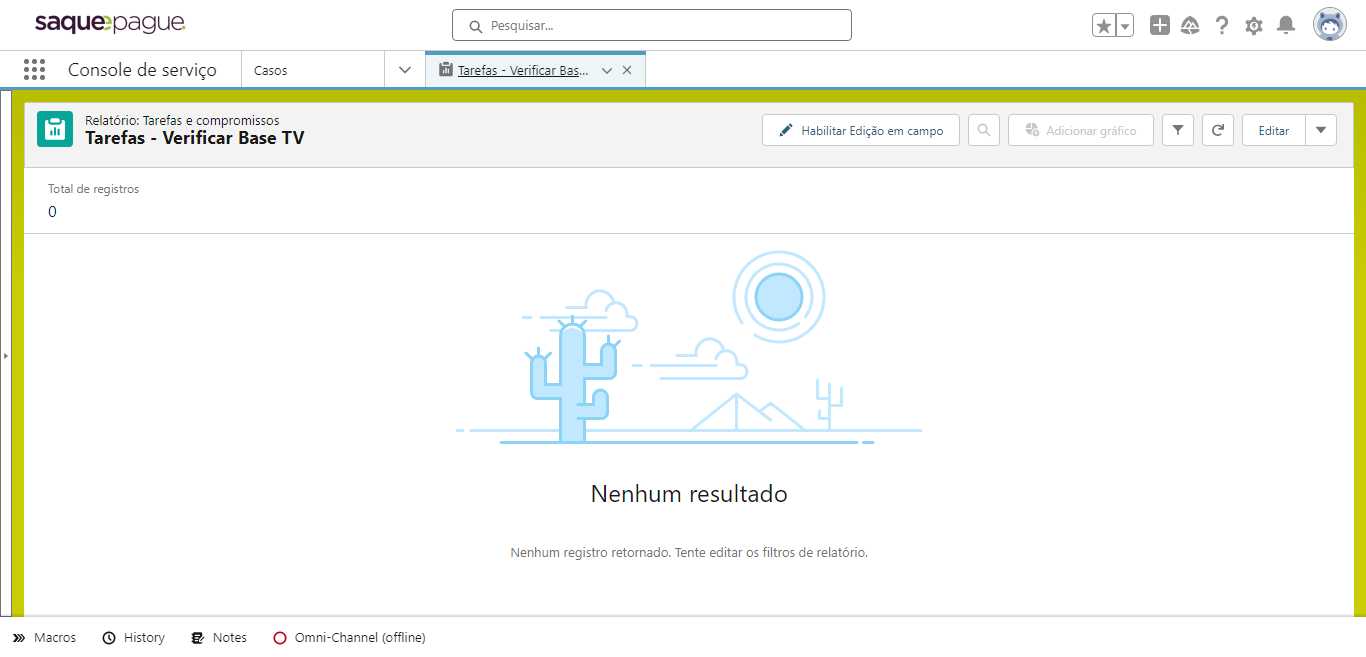 saque e pague
Pesquisar...
Console de serviço
Casos
Tarefas - Verificar Bas...
Relatório: Tarefas e compromissos
Tarefas - Verificar Base TV
Habilitar Edição em campo
Adicionar gráfico
Editar
Total de registros
0
Nenhum resultado
Nenhum registro retornado. Tente editar os filtros de relatório.
Macros
History
Notes
Omni-Channel (offline)